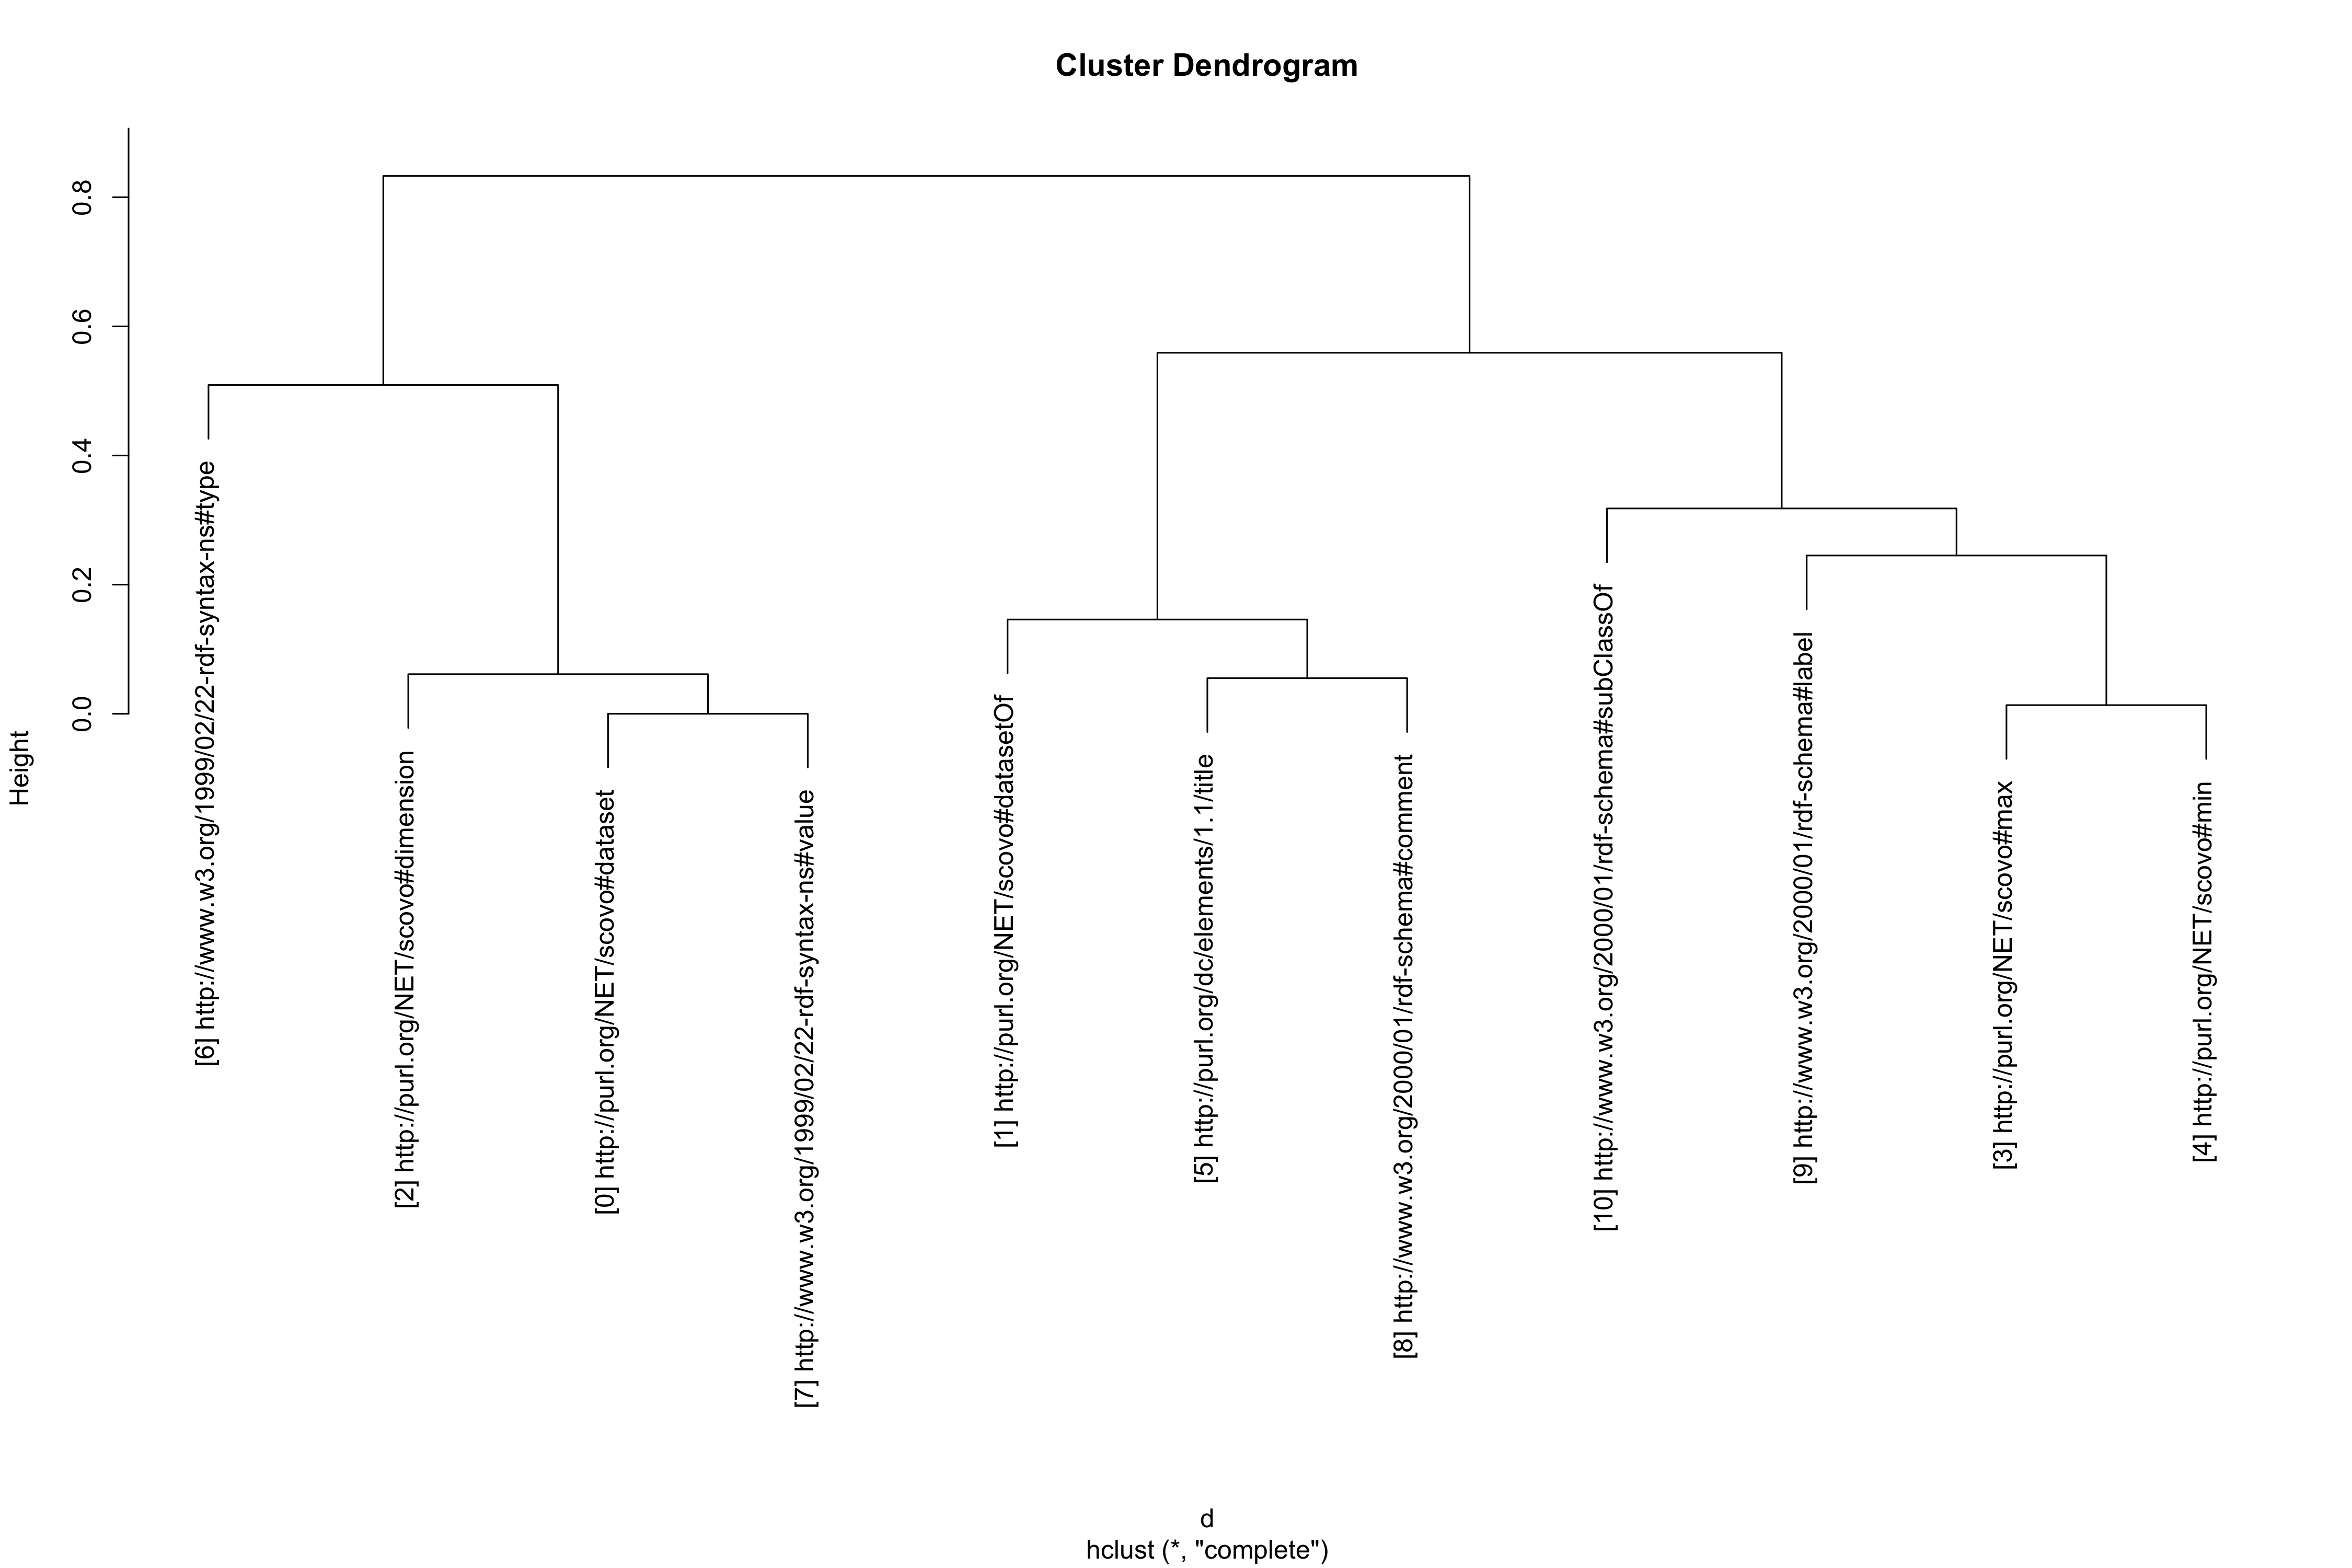 Cluster Dendrogram
Height
0.0
0.2
0.4
0.6
0.8
[6] http://www.w3.org/1999/02/22-rdf-syntax-ns#type
[2] http://purl.org/NET/scovo#dimension
[0] http://purl.org/NET/scovo#dataset
[7] http://www.w3.org/1999/02/22-rdf-syntax-ns#value
[1] http://purl.org/NET/scovo#datasetOf
[5] http://purl.org/dc/elements/1.1/title
[8] http://www.w3.org/2000/01/rdf-schema#comment
[10] http://www.w3.org/2000/01/rdf-schema#subClassOf
[9] http://www.w3.org/2000/01/rdf-schema#label
[3] http://purl.org/NET/scovo#max
[4] http://purl.org/NET/scovo#min
d
hclust (*, "complete")